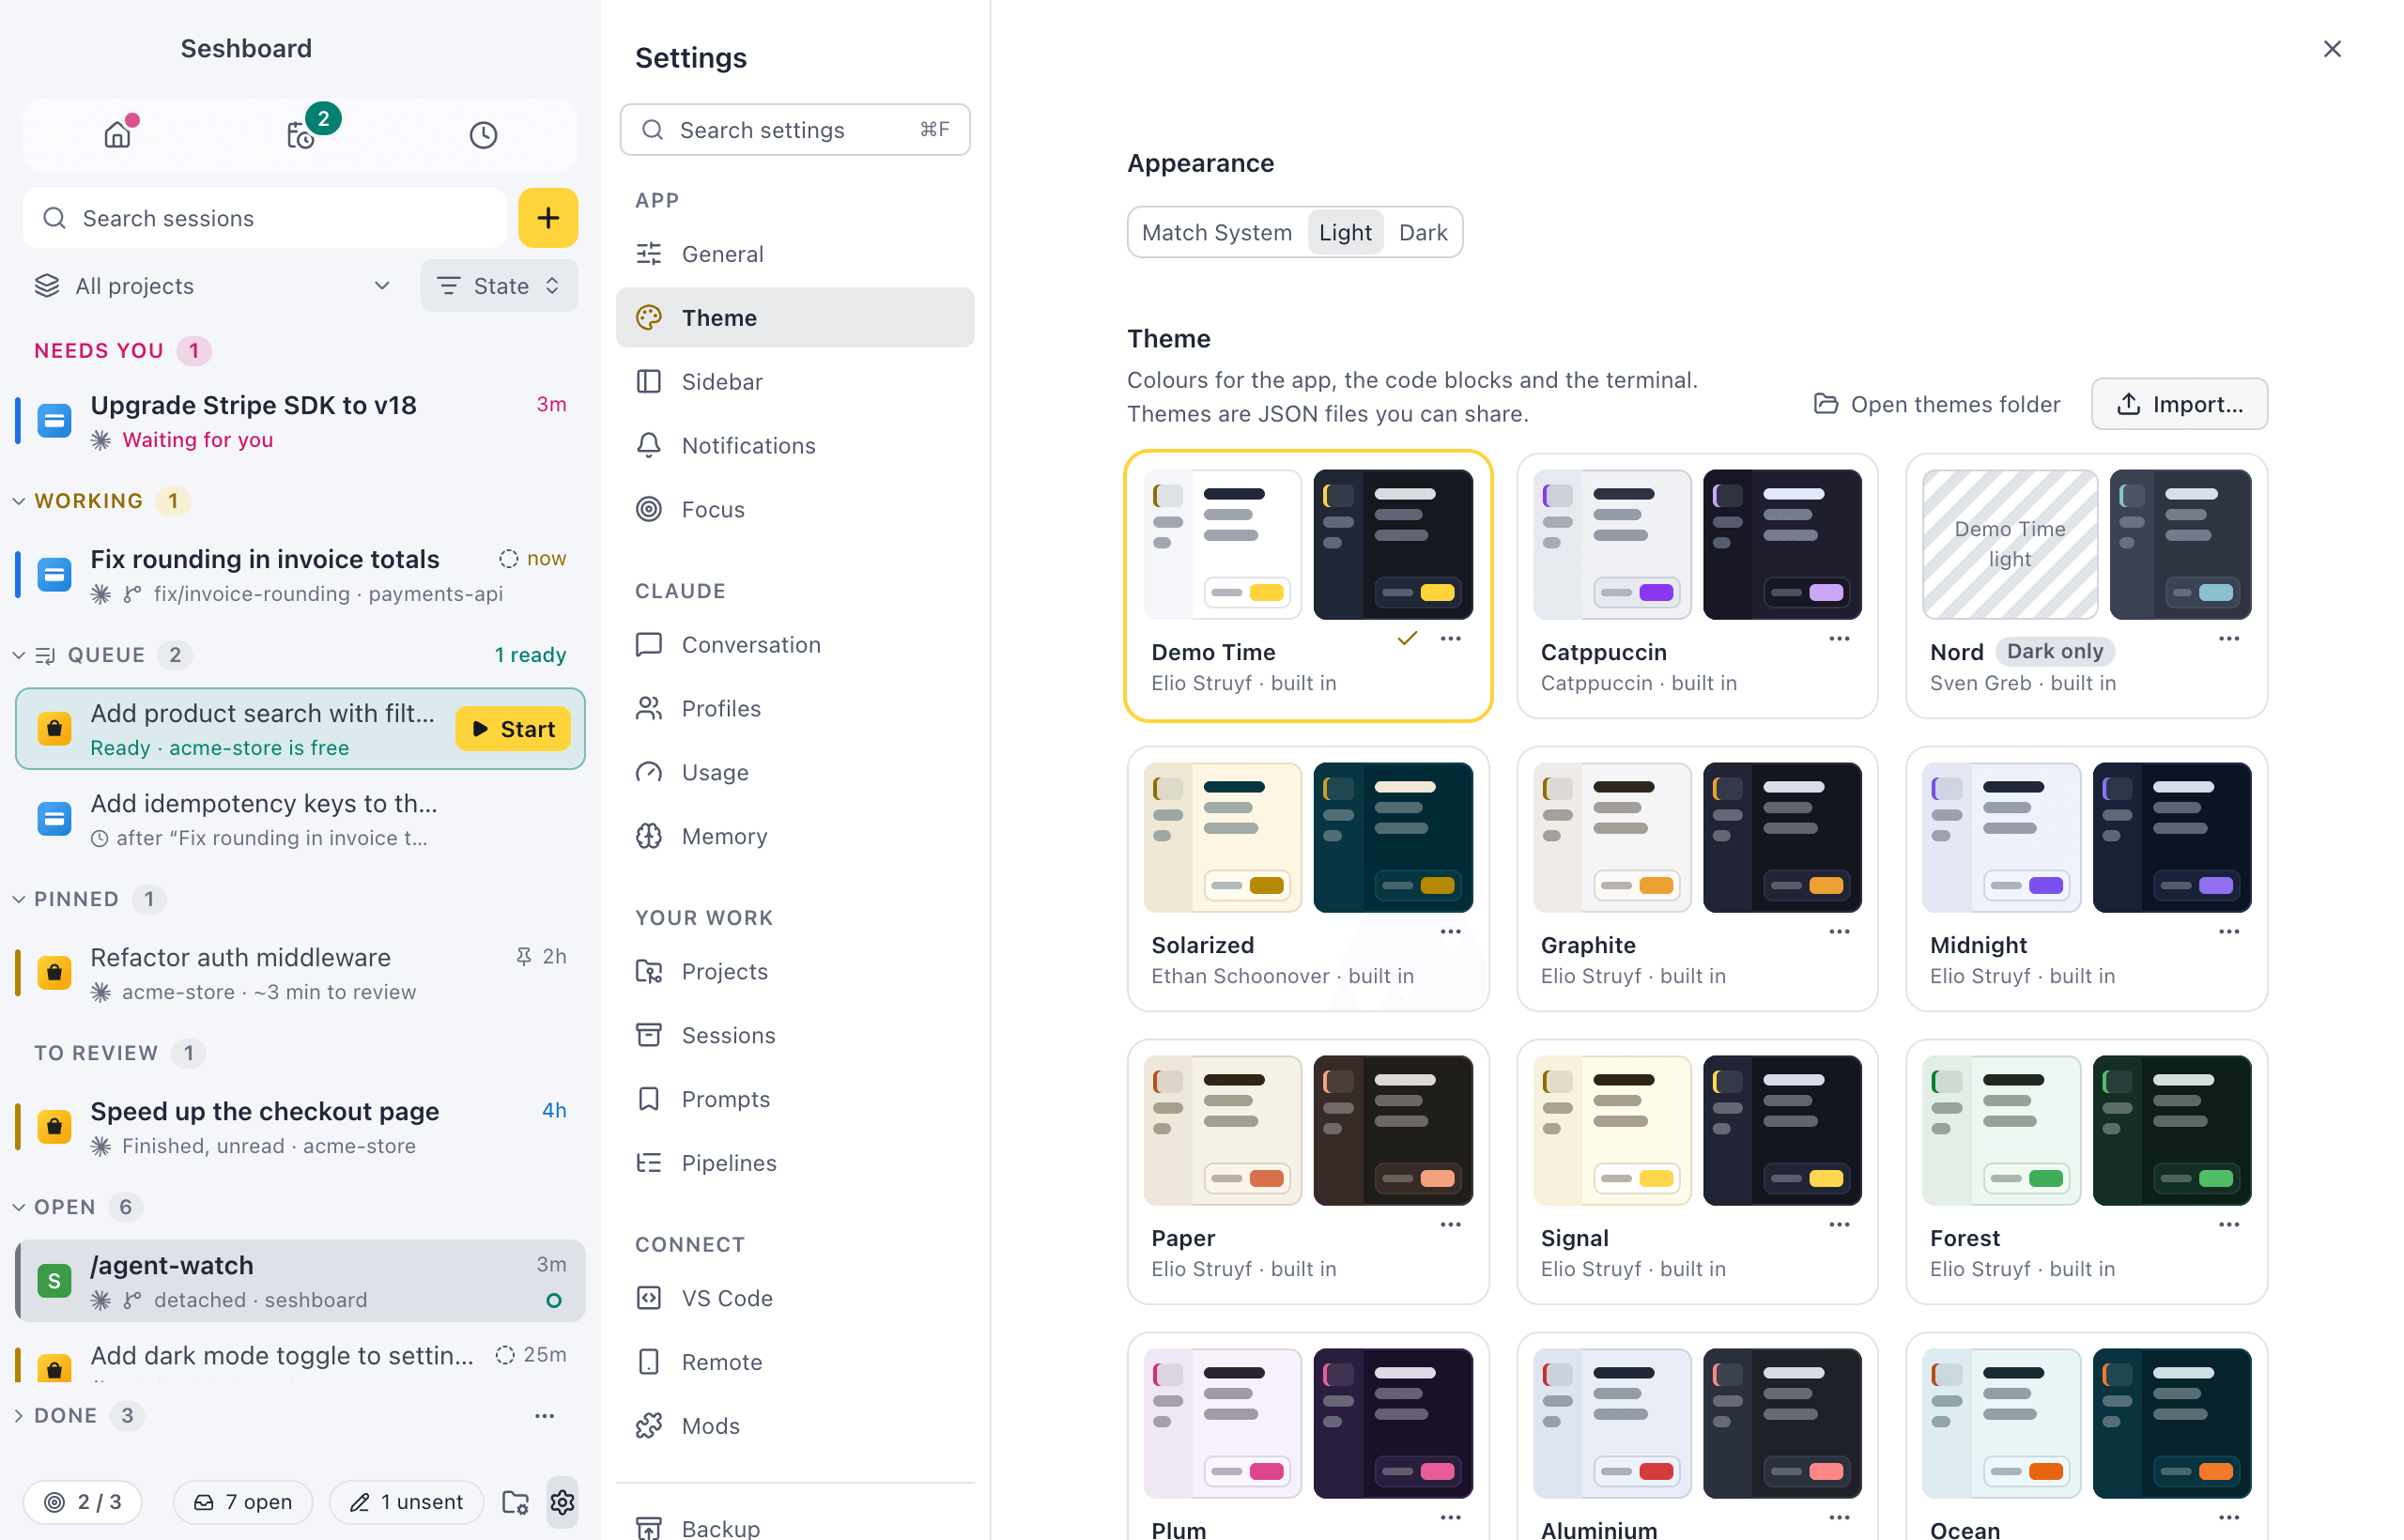 Seshboard
2
Search sessions
All projects
State
NEEDS YOU 1
Upgrade Stripe SDK to v18 3m
Waiting for you
WORKING 1
Fix rounding in invoice totals now
fix/invoice-rounding · payments-api
QUEUE 2 1 ready
Add product search with filt...
Ready · acme-store is free
Start
Add idempotency keys to th...
after “Fix rounding in invoice t...
PINNED 1
Refactor auth middleware 2h
acme-store · ~3 min to review
TO REVIEW 1
Speed up the checkout page 4h
Finished, unread · acme-store
OPEN 6
S
/agent-watch 3m
detached · seshboard
Add dark mode toggle to settin... 25m
DONE 3
2 / 3
7 open
1 unsent
Settings
Search settings ⌘F
APP
General
Theme
Sidebar
Notifications
Focus
CLAUDE
Conversation
Profiles
Usage
Memory
YOUR WORK
Projects
Sessions
Prompts
Pipelines
CONNECT
VS Code
Remote
Mods
Backup
Appearance
Match System Light Dark
Theme
Colours for the app, the code blocks and the terminal.
Themes are JSON files you can share.
Open themes folder
Import...
Demo Time
Elio Struyf · built in
Catppuccin
Catppuccin · built in
Demo Time
light
Nord Dark only
Sven Greb · built in
Solarized
Ethan Schoonover · built in
Graphite
Elio Struyf · built in
Midnight
Elio Struyf · built in
Paper
Elio Struyf · built in
Signal
Elio Struyf · built in
Forest
Elio Struyf · built in
Plum
Aluminium
Ocean